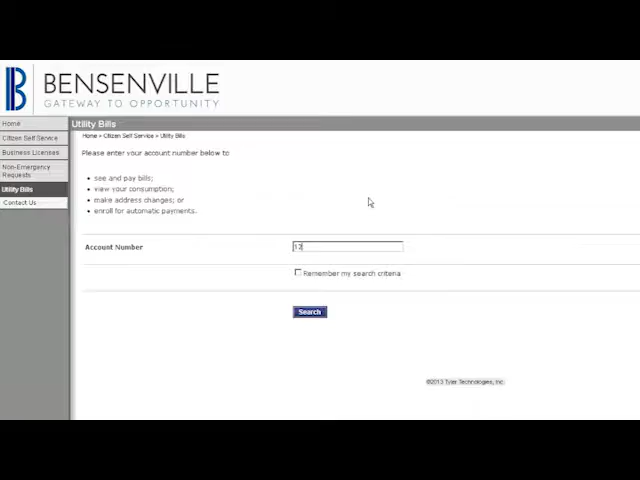 BENSENVILLE
GATEWAY TO OPPORTUNITY
Home
Citizen Self Service
Business Licenses
Non-Emergency
Requests
Utility Bills
Contact Us
Utility Bills
Home > Citizen Self Service > Utility Bills
Please enter your account number below to
• see and pay bills;
• view your consumption;
• make address changes; or
• enroll for automatic payments.
Account Number
12
Remember my search criteria
Search
©2013 Tyler Technologies, Inc.